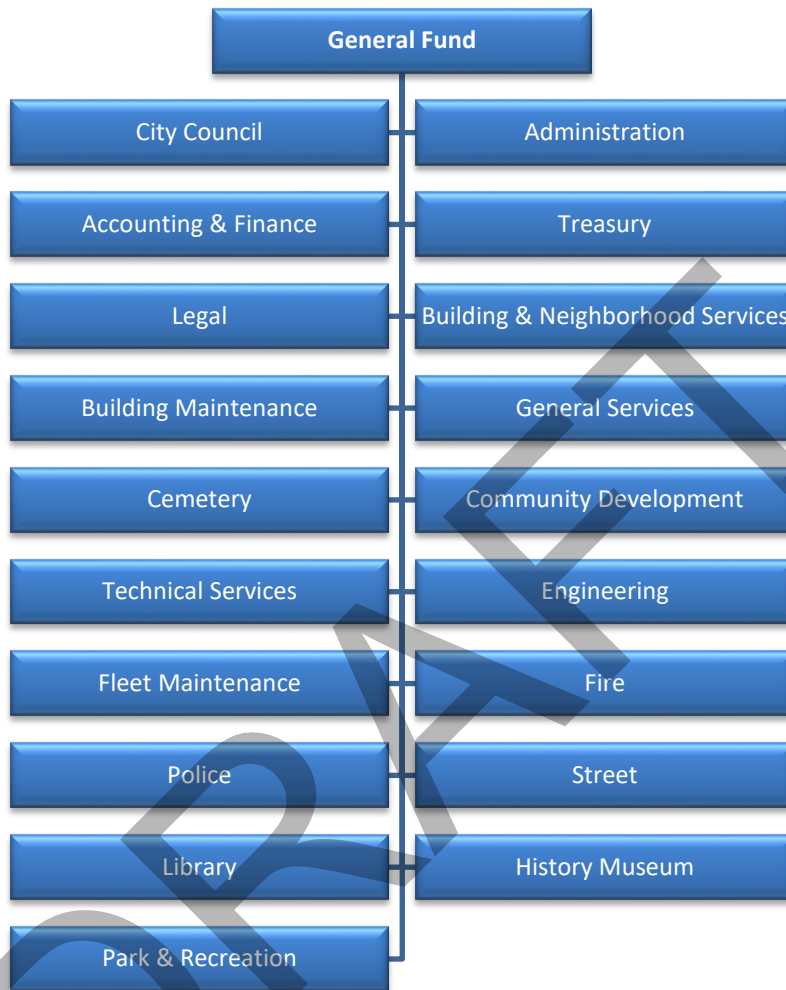 General Fund
City Council
Administration
Accounting & Finance
Treasury
Legal
Building & Neighborhood Services
Building Maintenance
General Services
Cemetery
Community Development
Technical Services
Engineering
Fleet Maintenance
Fire
Police
Street
Library
History Museum
Park & Recreation
DRAFT